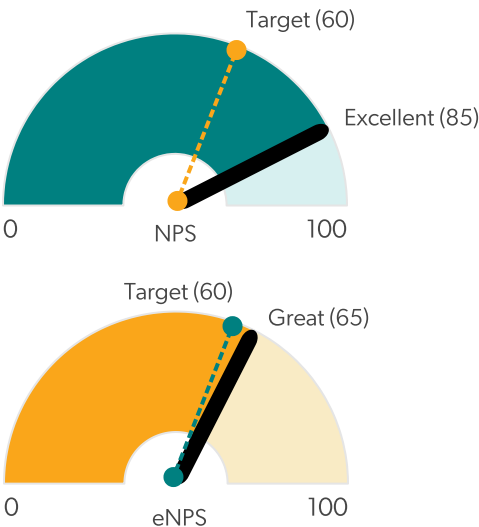 Target (60)
Excellent (85)
0
NPS
100
Target (60)
Great (65)
0
eNPS
100